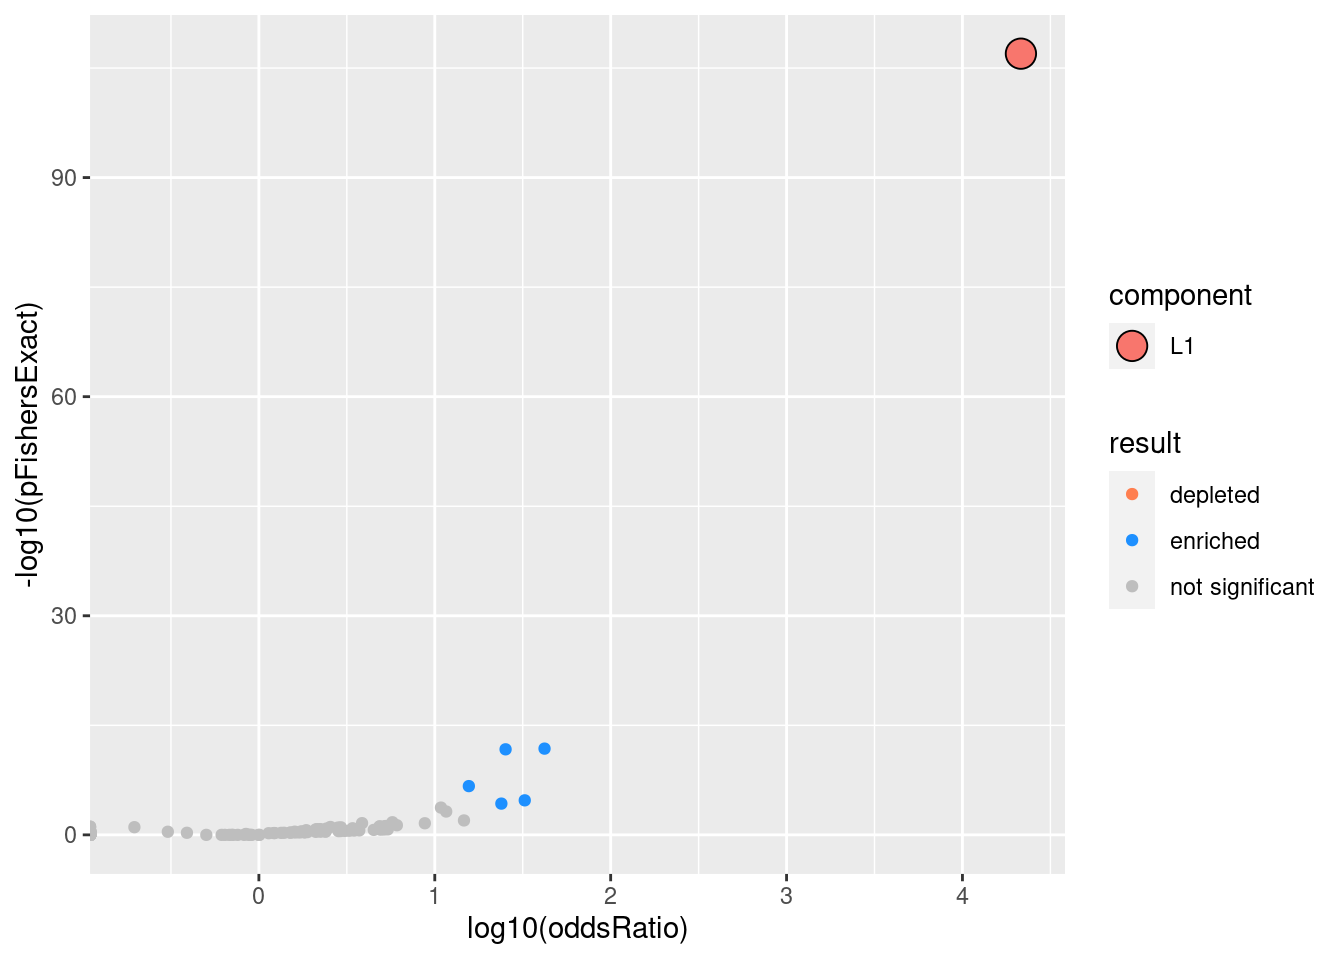 -log10(pFishersExact)
90
60
30
0
0 1 2 3 4
log10(oddsRatio)
component
L1
result
depleted
enriched
not significant